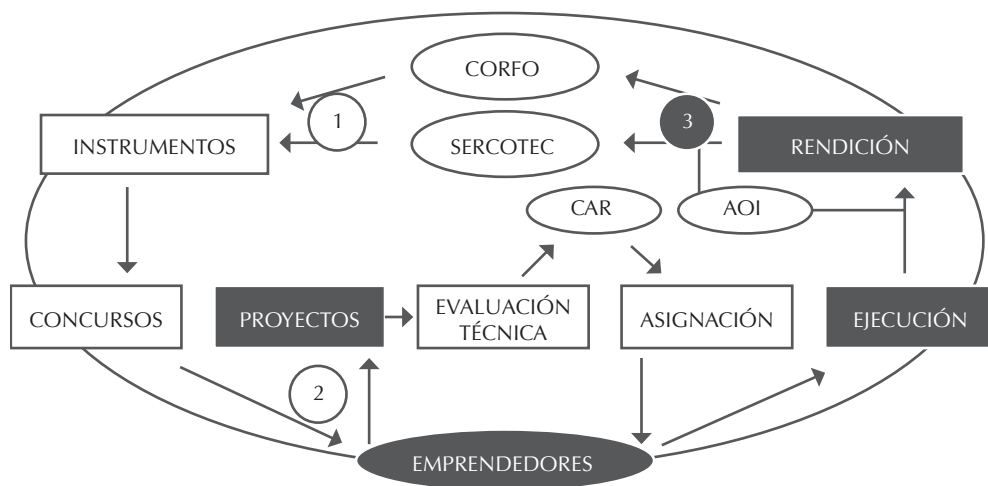 CORFO
1
3
INSTRUMENTOS
SERCOTEC
RENDICIÓN
CAR
AOI
CONCURSOS
PROYECTOS
EVALUACIÓN
TÉCNICA
ASIGNACIÓN
EJECUCIÓN
2
EMPRENDEDORES